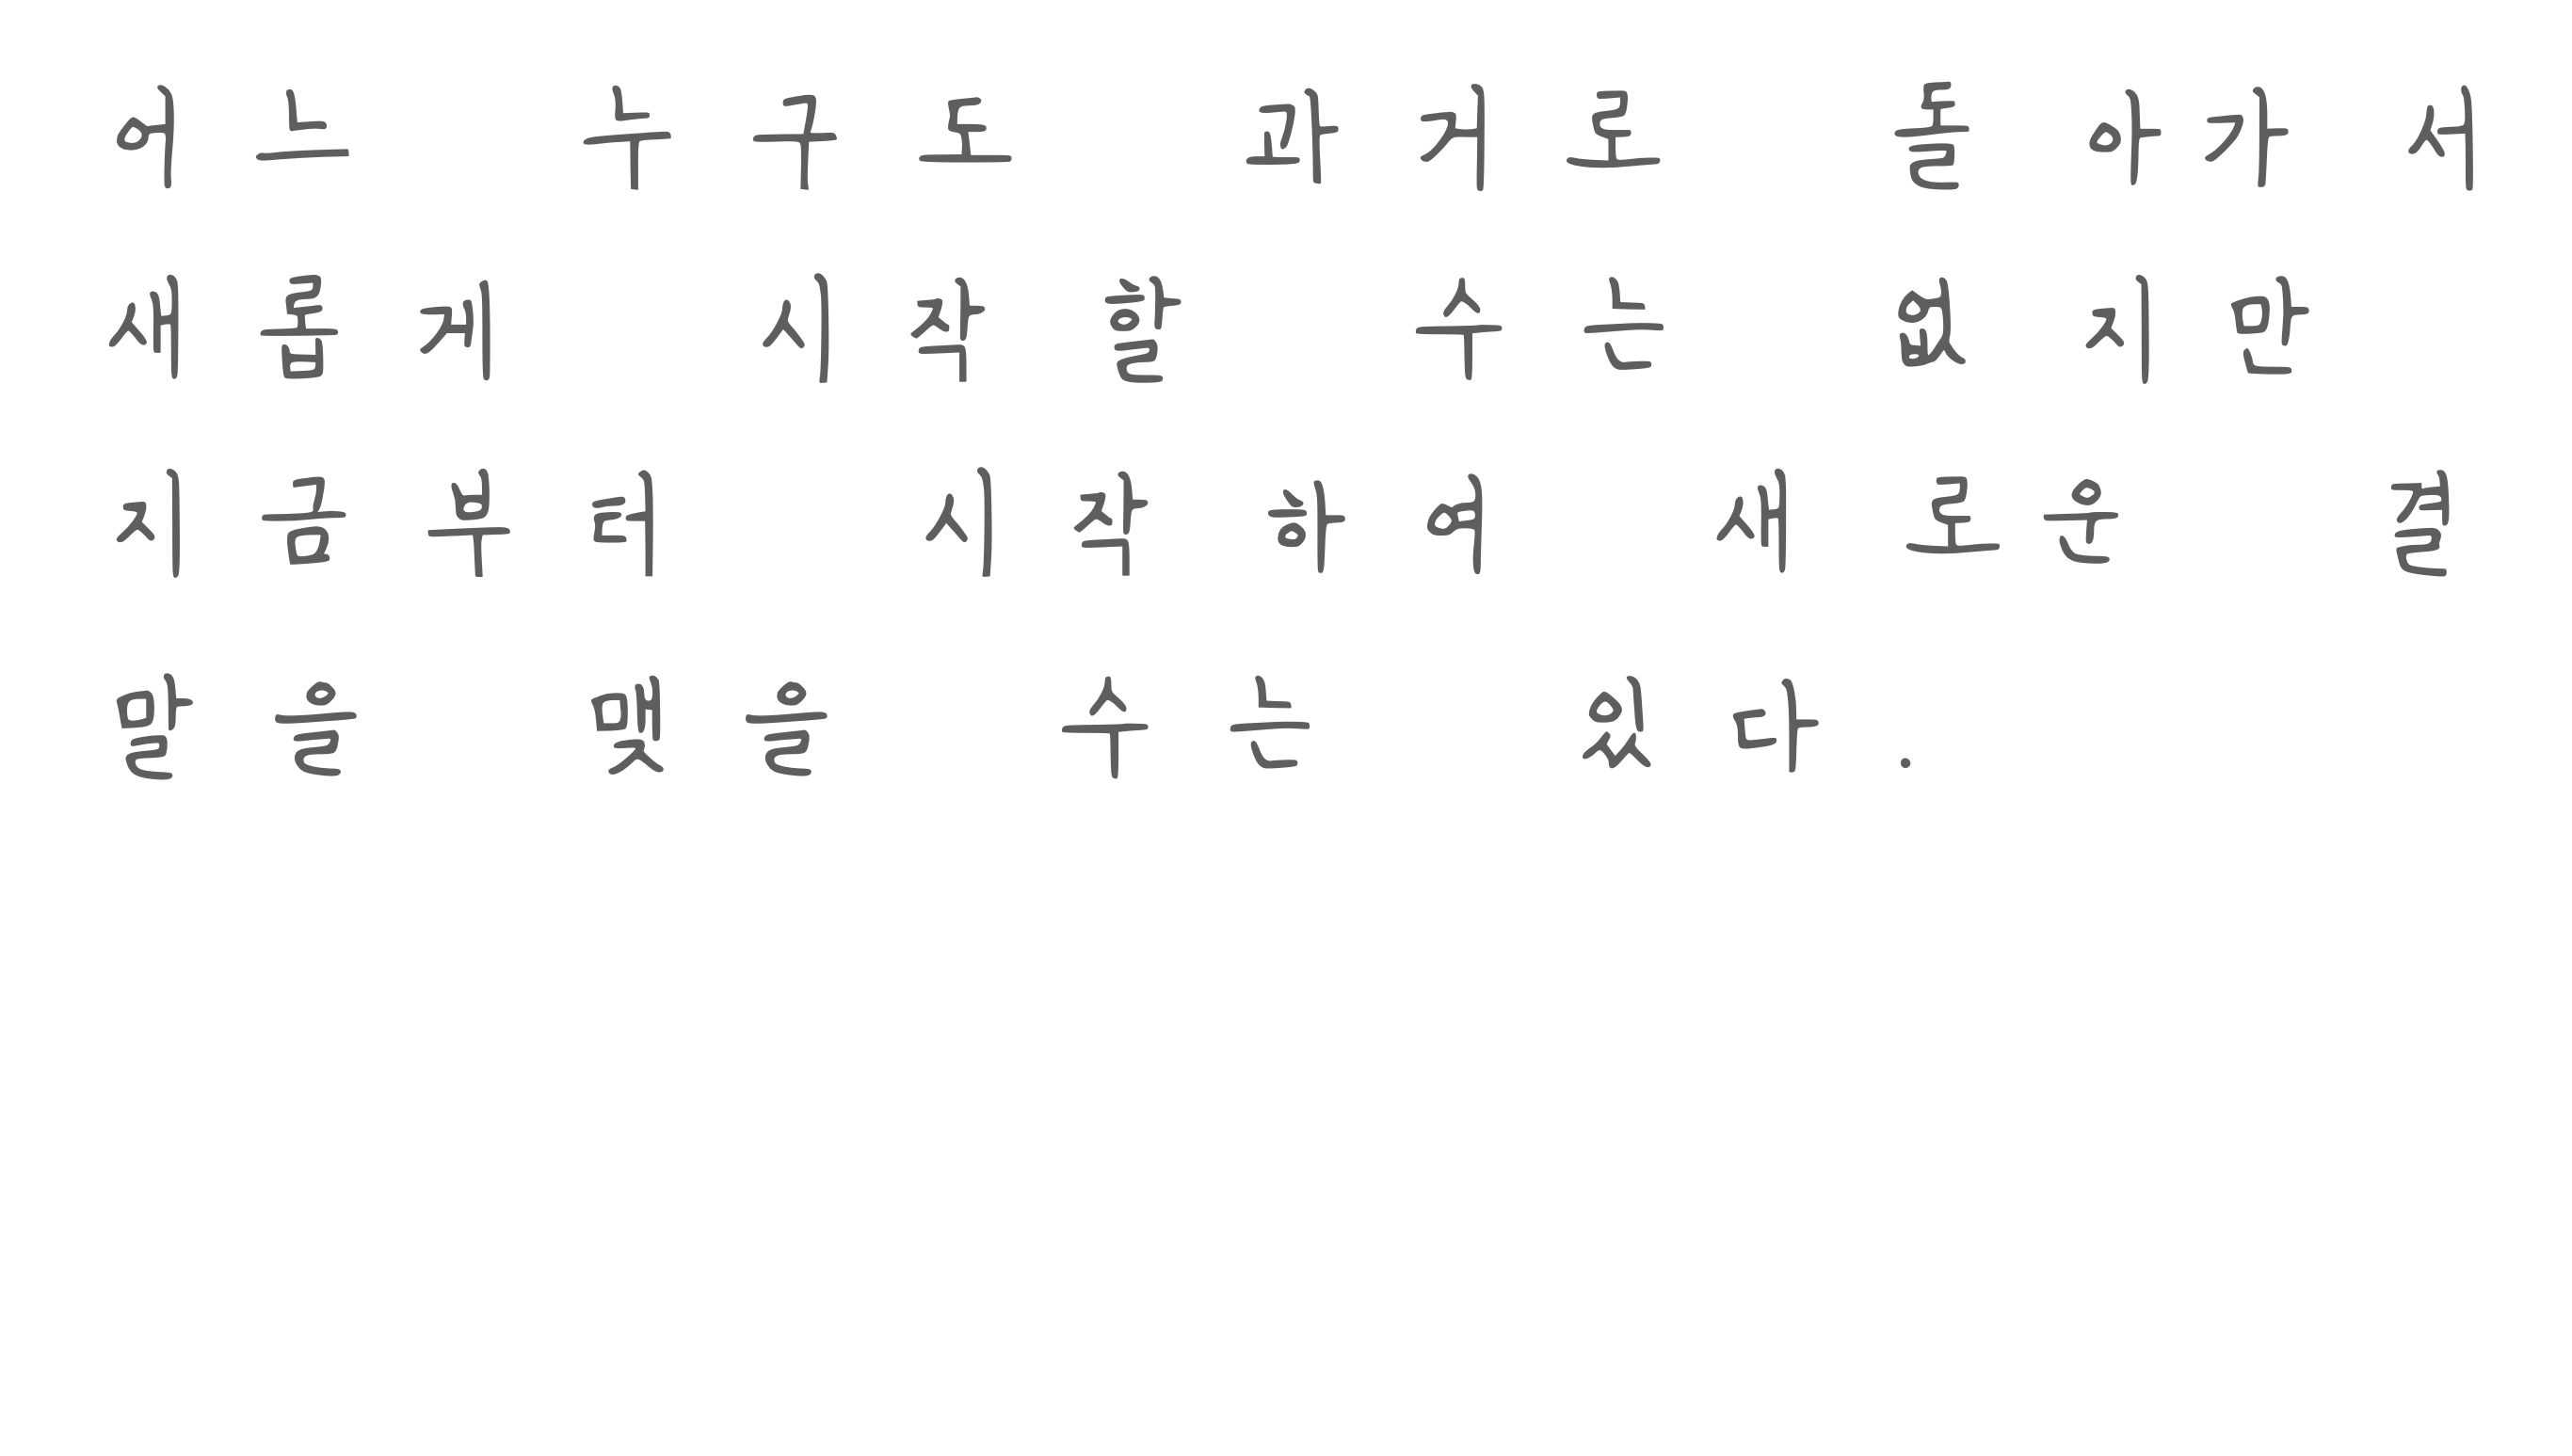 어느 누구도 과거로 돌아가서
새롭게 시작할 수는 없지만
지금부터 시작하여 새로운 결
말을 맺을 수는 있다.